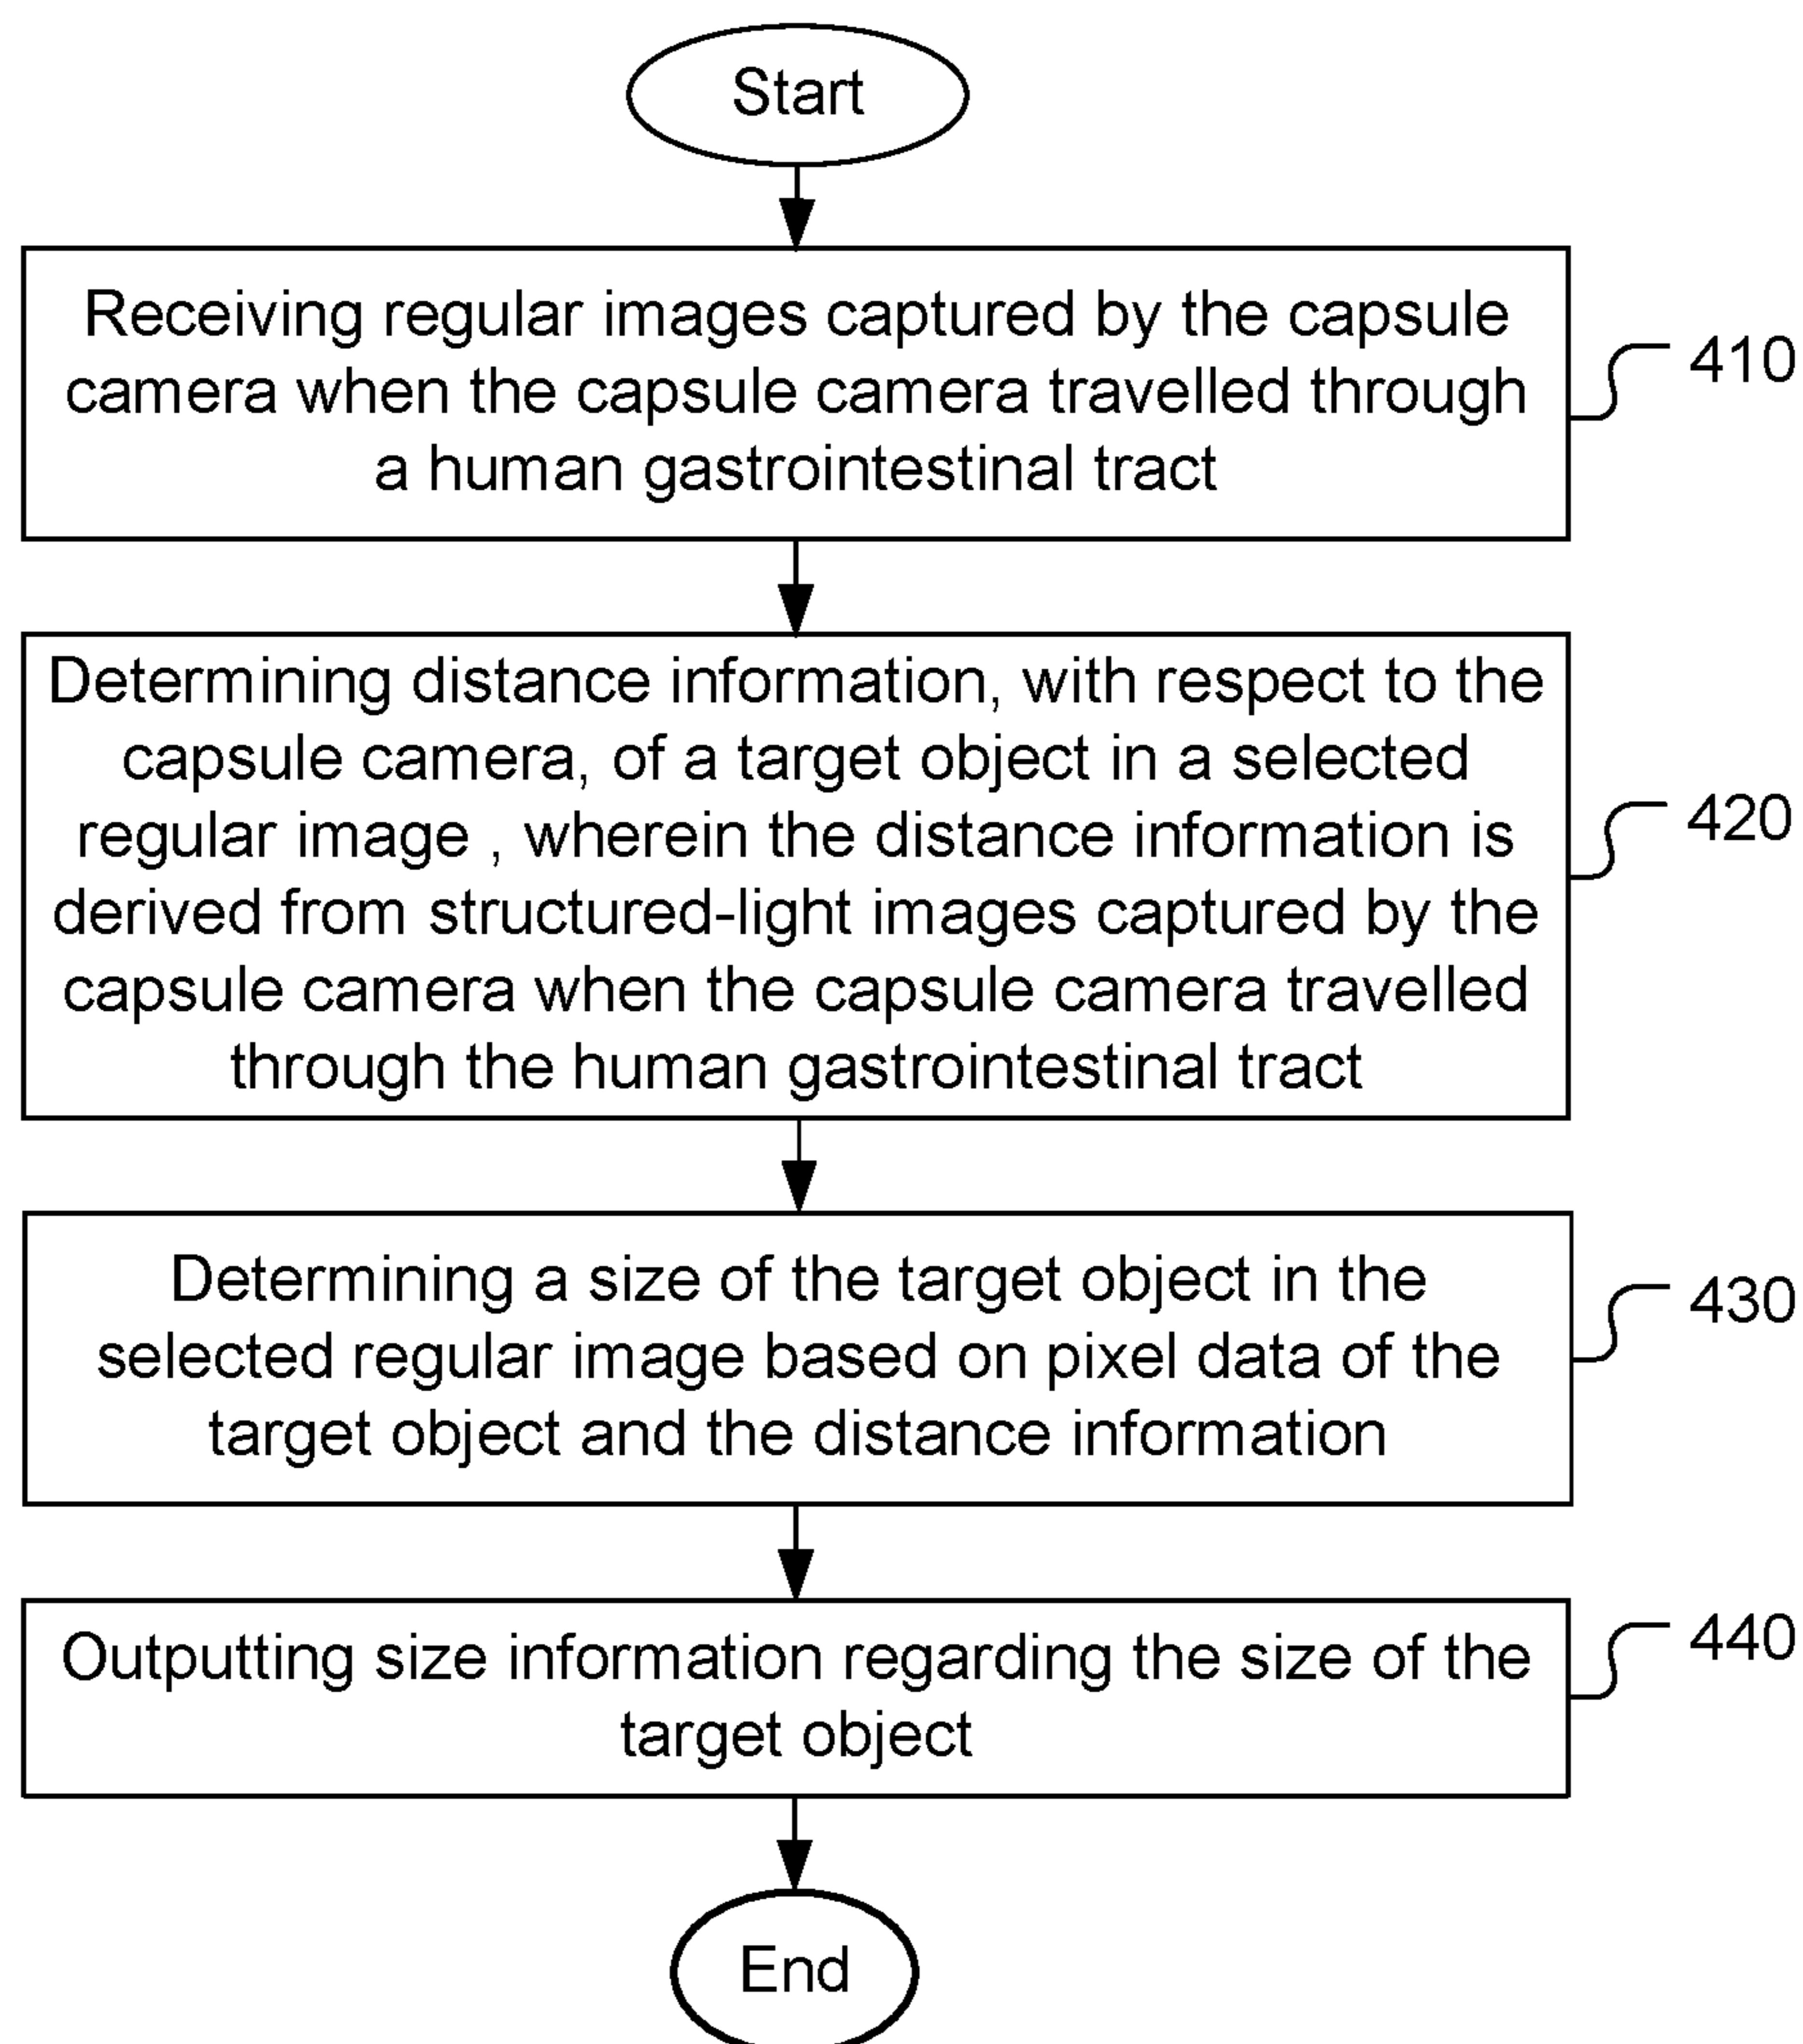 Start
Receiving regular images captured by the capsule
camera when the capsule camera travelled through
a human gastrointestinal tract
410
Determining distance information, with respect to the
capsule camera, of a target object in a selected
regular image , wherein the distance information is
derived from structured-light images captured by the
capsule camera when the capsule camera travelled
through the human gastrointestinal tract
420
Determining a size of the target object in the
selected regular image based on pixel data of the
target object and the distance information
430
Outputting size information regarding the size of the
target object
440
End